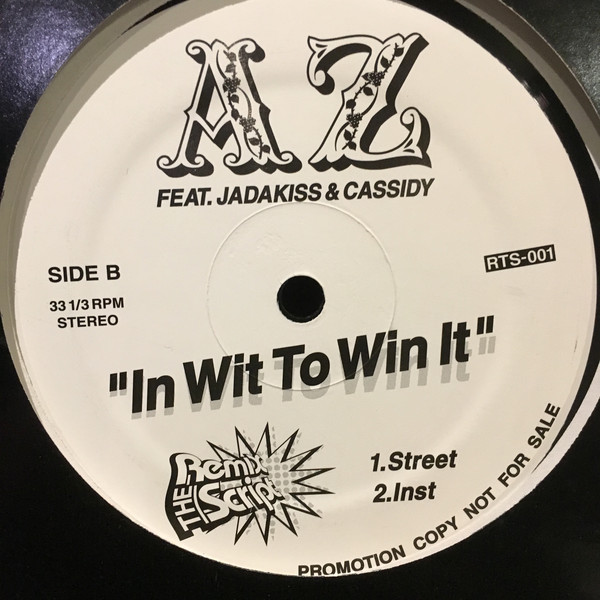 AZ
FEAT. JADAKISS & CASSIDY
SIDE B
RTS-001
33 1/3 RPM
STEREO
"In Wit To Win It"
THE Remix
Script
1.Street
2.Inst
PROMOTION COPY NOT FOR SALE